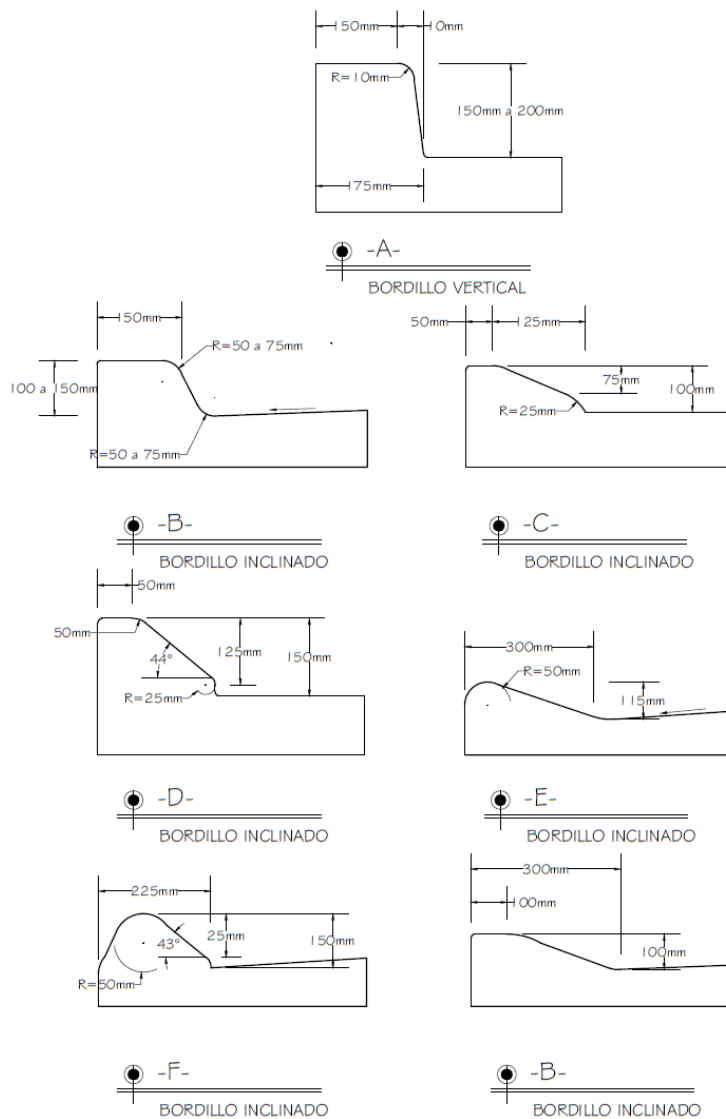 150mm
10mm
R=10mm
150mm a 200mm
175mm
-A-
BORDILLO VERTICAL
150mm
R=50 a 75mm
100 a 150mm
R=50 a 75mm
-B-
BORDILLO INCLINADO
50mm
125mm
75mm
100mm
R=25mm
-C-
BORDILLO INCLINADO
50mm
50mm
44°
125mm
150mm
R=25mm
-D-
BORDILLO INCLINADO
300mm
R=50mm
115mm
-E-
BORDILLO INCLINADO
225mm
43°
25mm
150mm
R=50mm
-F-
BORDILLO INCLINADO
300mm
100mm
100mm
-B-
BORDILLO INCLINADO